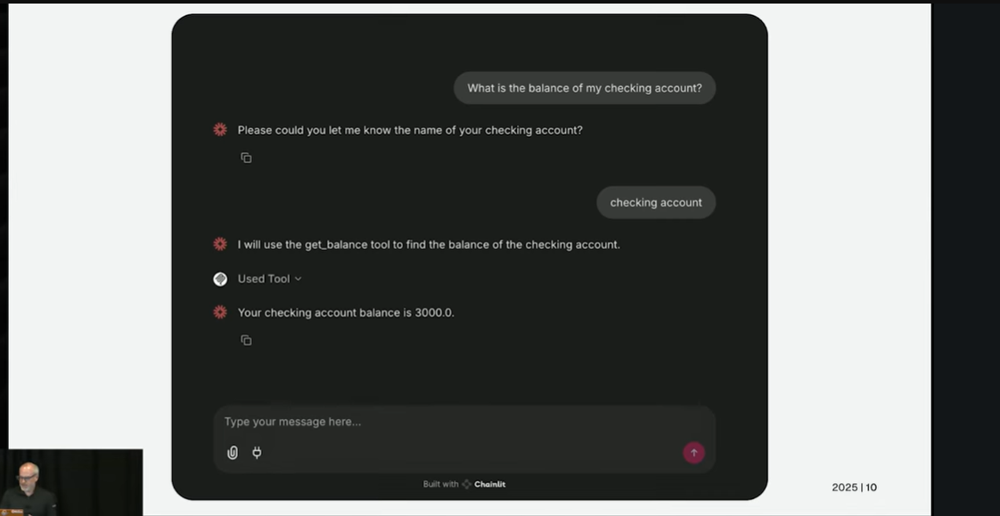 What is the balance of my checking account?
Please could you let me know the name of your checking account?
checking account
I will use the get_balance tool to find the balance of the checking account.
Used Tool
Your checking account balance is 3000.0.
Type your message here...
Built with Chainlit
2025 | 10